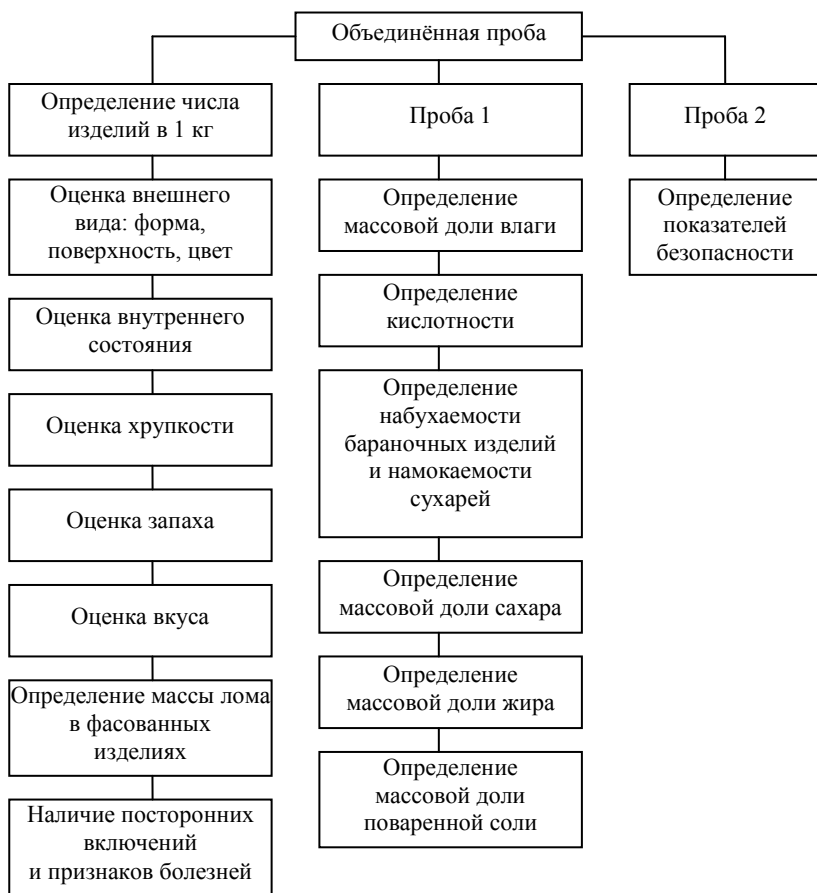 Объединённая проба
Определение числа
изделий в 1 кг
Оценка внешнего
вида: форма,
поверхность, цвет
Оценка внутреннего
состояния
Оценка хрупкости
Оценка запаха
Оценка вкуса
Определение массы лома
в фасованных
изделиях
Наличие посторонних
включений
и признаков болезней
Проба 1
Определение
массовой доли влаги
Определение
кислотности
Определение
набухаемости
бараночных изделий
и намокаемости
сухарей
Определение
массовой доли сахара
Определение
массовой доли жира
Определение
массовой доли
поваренной соли
Проба 2
Определение
показателей
безопасности